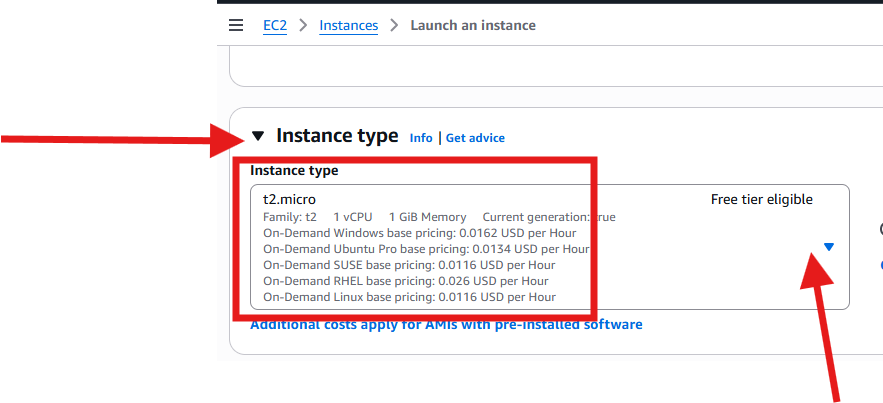 EC2 > Instances > Launch an instance
Instance type Info | Get advice
Instance type
t2.micro Free tier eligible
Family: t2 1 vCPU 1 GiB Memory Current generation: rue
On-Demand Windows base pricing: 0.0162 USD per Hour
On-Demand Ubuntu Pro base pricing: 0.0134 USD per Hour
On-Demand SUSE base pricing: 0.0116 USD per Hour
On-Demand RHEL base pricing: 0.026 USD per Hour
On-Demand Linux base pricing: 0.0116 USD per Hour
Additional costs apply for AMIs with pre-installed software